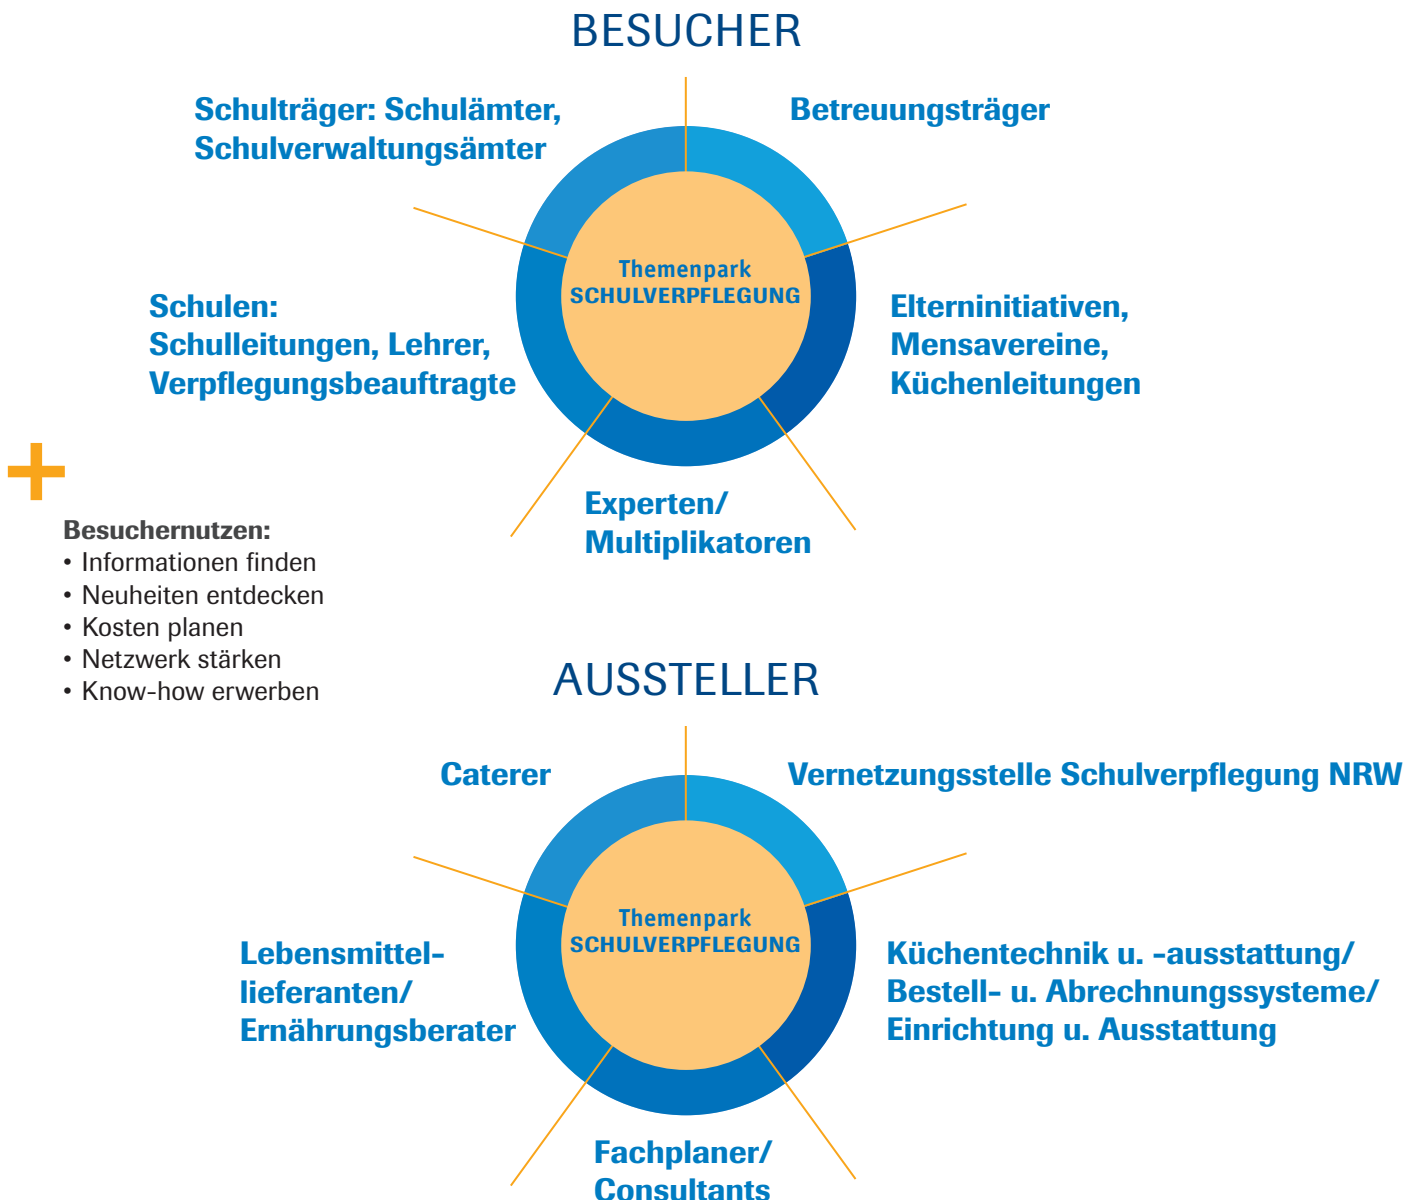 BESUCHER
Schulträger: Schulämter,
Schulverwaltungsämter
Betreuungsträger
Themenpark
SCHULVERPFLEGUNG
Schulen:
Schulleitungen, Lehrer,
Verpflegungsbeauftragte
Elterninitiativen,
Mensavereine,
Küchenleitungen
Experten/
Multiplikatoren
+
Besuchernutzen:
• Informationen finden
• Neuheiten entdecken
• Kosten planen
• Netzwerk stärken
• Know-how erwerben
AUSSTELLER
Caterer
Vernetzungsstelle Schulverpflegung NRW
Themenpark
SCHULVERPFLEGUNG
Lebensmittel-
lieferanten/
Ernährungsberater
Küchentechnik u. -ausstattung/
Bestell- u. Abrechnungssysteme/
Einrichtung u. Ausstattung
Fachplaner/
Consultants